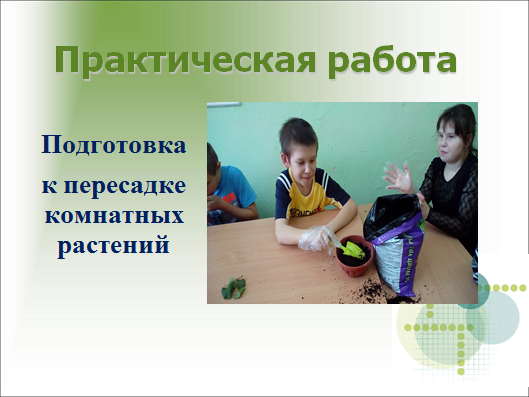 Практическая работа
Подготовка
к пересадке
комнатных
растений